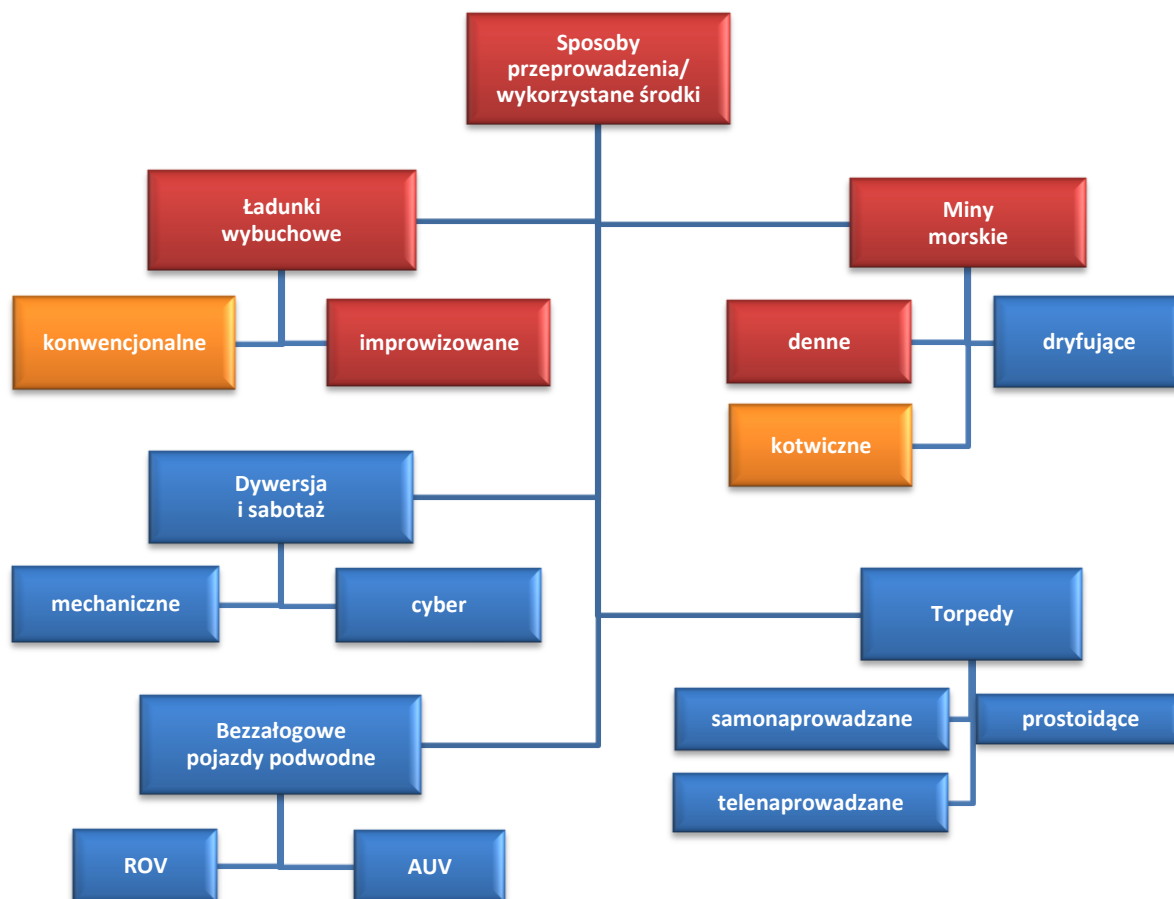 Sposoby
przeprowadzenia/
wykorzystane środki
Ładunki
wybuchowe
Miny
morskie
konwencjonalne
improwizowane
denne
dryfujące
kotwiczne
Dywersja
i sabotaż
mechaniczne
cyber
Torpedy
samonaprowadzane
prostoidące
telenaprowadzane
Bezzałogowe
pojazdy podwodne
ROV
AUV